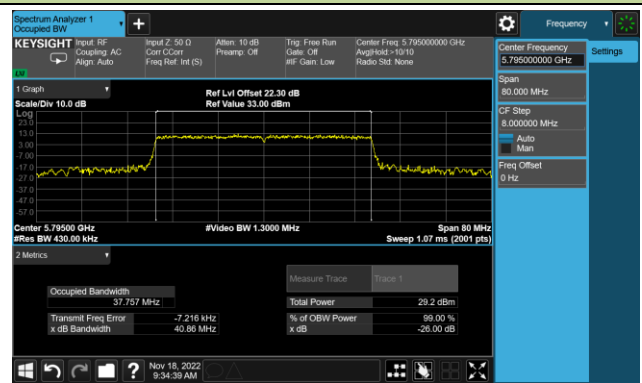 Spectrum Analyzer 1
Occupied BW
+
Frequency
KEYSIGHT
Input: RF
Coupling: AC
Align: Auto
Input Z: 50 Ω
Corr CCorr
Freq Ref: Int (S)
Atten: 10 dB
Preamp: Off
Trig: Free Run
Gate: Off
#IF Gain: Low
Center Freq: 5.795000000 GHz
Avg|Hold:>10/10
Radio Std: None
Center Frequency
5.795000000 GHz
Settings
Span
80.000 MHz
CF Step
8.000000 MHz
Auto
Man
Freq Offset
0 Hz
1 Graph
Scale/Div 10.0 dB
Ref Lvl Offset 22.30 dB
Ref Value 33.00 dBm
Log
23.0
13.0
3.00
-7.00
-17.0
-27.0
-37.0
-47.0
-57.0
Center 5.79500 GHz
#Video BW 1.3000 MHz
Span 80 MHz
#Res BW 430.00 kHz
Sweep 1.07 ms (2001 pts)
2 Metrics
Measure Trace
Trace 1
Occupied Bandwidth
37.757 MHz
Total Power
29.2 dBm
Transmit Freq Error
-7.216 kHz
% of OBW Power
99.00 %
x dB Bandwidth
40.86 MHz
x dB
-26.00 dB
?
Nov 18, 2022
9:34:39 AM